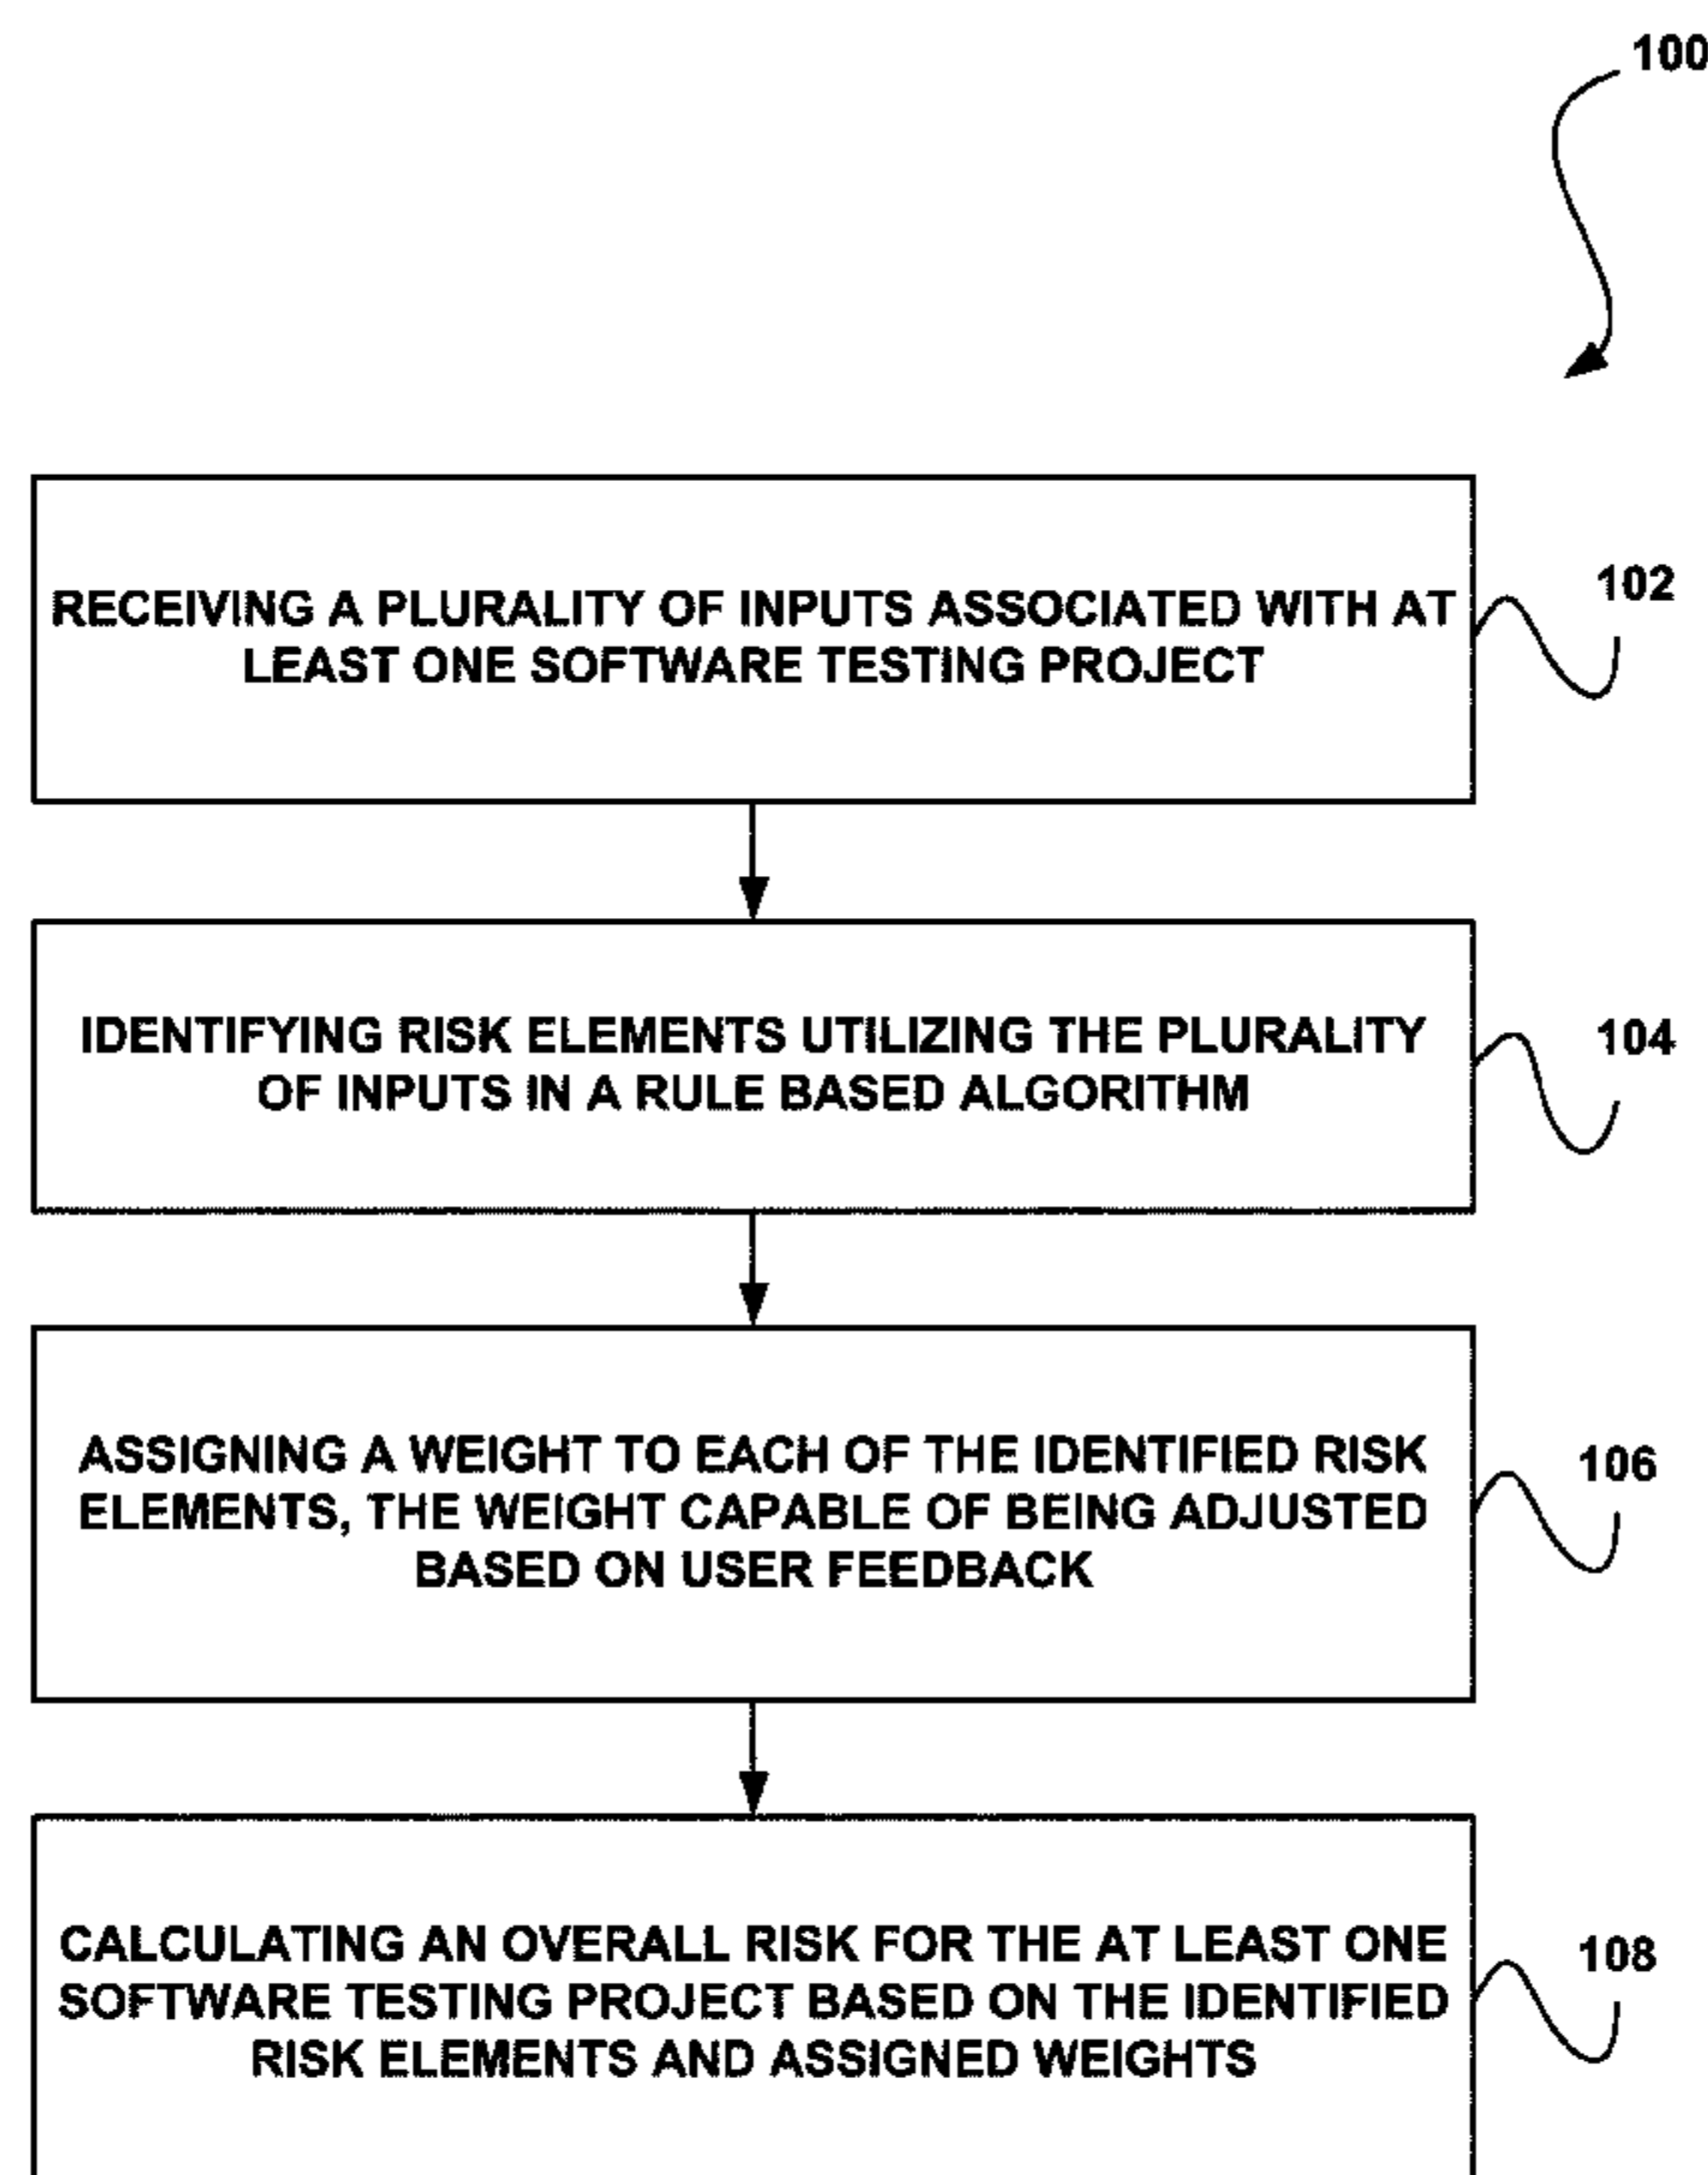 100
RECEIVING A PLURALITY OF INPUTS ASSOCIATED WITH AT
LEAST ONE SOFTWARE TESTING PROJECT
102
IDENTIFYING RISK ELEMENTS UTILIZING THE PLURALITY
OF INPUTS IN A RULE BASED ALGORITHM
104
ASSIGNING A WEIGHT TO EACH OF THE IDENTIFIED RISK
ELEMENTS, THE WEIGHT CAPABLE OF BEING ADJUSTED
BASED ON USER FEEDBACK
106
CALCULATING AN OVERALL RISK FOR THE AT LEAST ONE
SOFTWARE TESTING PROJECT BASED ON THE IDENTIFIED
RISK ELEMENTS AND ASSIGNED WEIGHTS
108